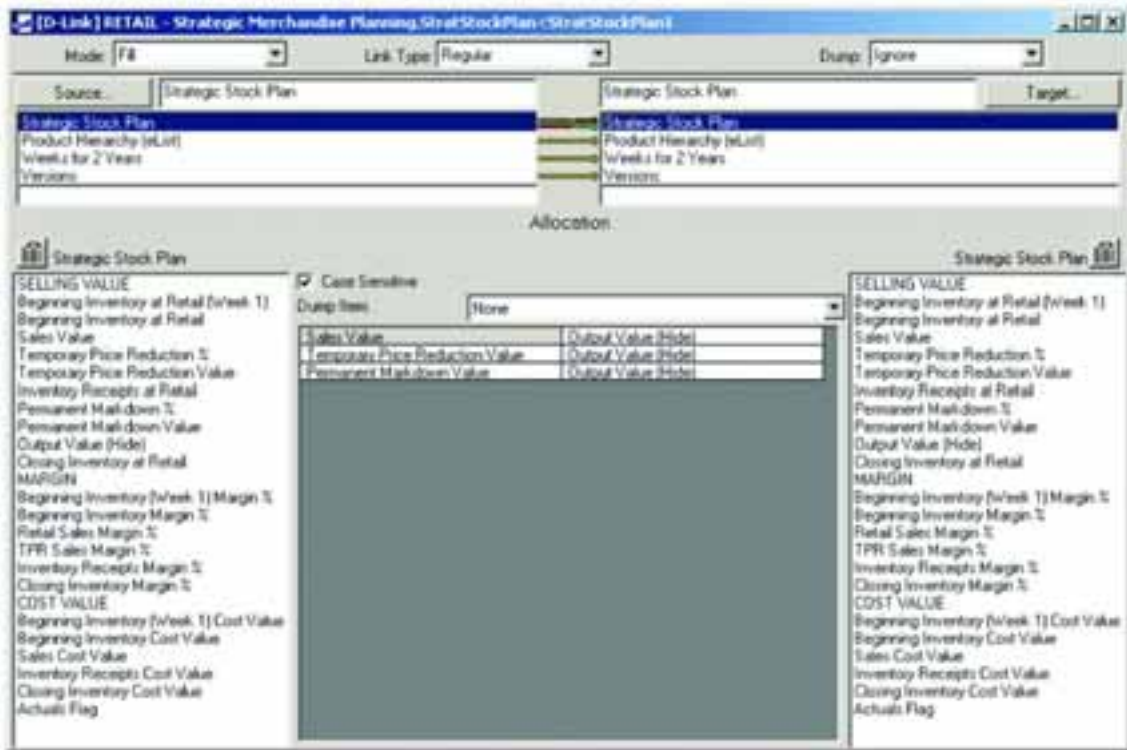 [D-Link] RETAIL - Strategic Merchandise Planning.StratStockPlan<StratStockPlan3
Mode: Fill
Link Type: Regular
Dump: Ignore
Source...
Strategic Stock Plan
Strategic Stock Plan
Target...
Strategic Stock Plan
Product Hierarchy (eList)
Weeks for 2 Years
Versions
Strategic Stock Plan
Product Hierarchy (eList)
Weeks for 2 Years
Versions
Allocation
Strategic Stock Plan
SELLING VALUE
Beginning Inventory at Retail (Week 1)
Beginning Inventory at Retail
Sales Value
Temporary Price Reduction %
Temporary Price Reduction Value
Inventory Receipts at Retail
Permanent Markdown %
Permanent Markdown Value
Output Value (Hide)
Closing Inventory at Retail
MARGIN
Beginning Inventory (Week 1) Margin %
Beginning Inventory Margin %
Retail Sales Margin %
TPR Sales Margin %
Inventory Receipts Margin %
Closing Inventory Margin %
COST VALUE
Beginning Inventory (Week 1) Cost Value
Beginning Inventory Cost Value
Sales Cost Value
Inventory Receipts Cost Value
Closing Inventory Cost Value
Actuals Flag
Case Sensitive
Dump Item: None
Sales Value Output Value (Hide)
Temporary Price Reduction Value Output Value (Hide)
Permanent Markdown Value Output Value (Hide)
Strategic Stock Plan
SELLING VALUE
Beginning Inventory at Retail (Week 1)
Beginning Inventory at Retail
Sales Value
Temporary Price Reduction %
Temporary Price Reduction Value
Inventory Receipts at Retail
Permanent Markdown %
Permanent Markdown Value
Output Value (Hide)
Closing Inventory at Retail
MARGIN
Beginning Inventory (Week 1) Margin %
Beginning Inventory Margin %
Retail Sales Margin %
TPR Sales Margin %
Inventory Receipts Margin %
Closing Inventory Margin %
COST VALUE
Beginning Inventory (Week 1) Cost Value
Beginning Inventory Cost Value
Sales Cost Value
Inventory Receipts Cost Value
Closing Inventory Cost Value
Actuals Flag